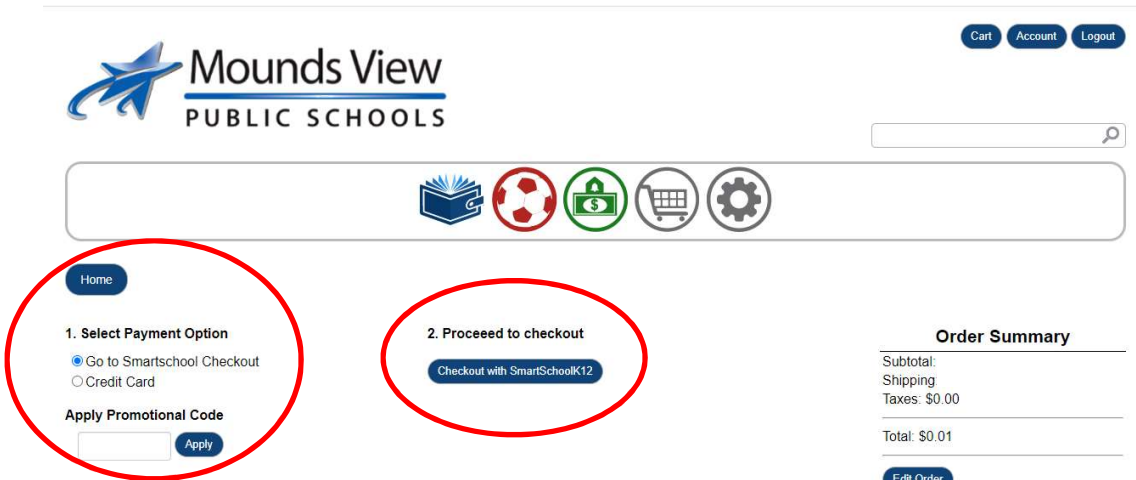 Cart Account Logout
Mounds View
PUBLIC SCHOOLS
$
Home
1. Select Payment Option
Go to Smartschool Checkout
Credit Card
Apply Promotional Code
Apply
2. Proceeed to checkout
Checkout with SmartSchoolK12
Order Summary
Subtotal:
Shipping:
Taxes: $0.00
Total: $0.01
Edit Order